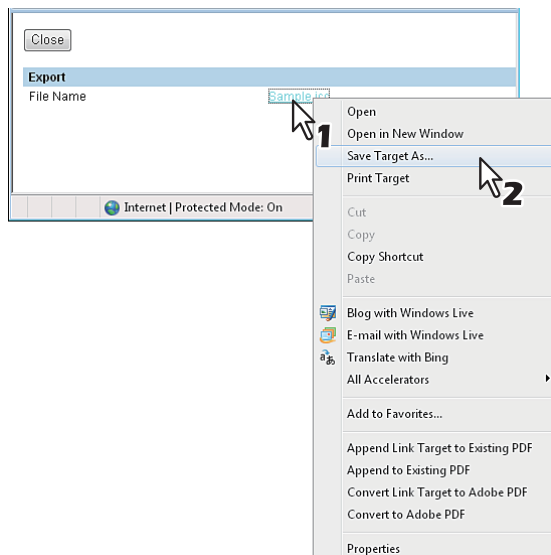 Close
Export
File Name
1
Open
Open in New Window
Save Target As...
2
Print Target
Cut
Copy
Copy Shortcut
Paste
Internet | Protected Mode: On
Blog with Windows Live
E-mail with Windows Live
Translate with Bing
All Accelerators
Add to Favorites...
Append Link Target to Existing PDF
Append to Existing PDF
Convert Link Target to Adobe PDF
Convert to Adobe PDF
Properties